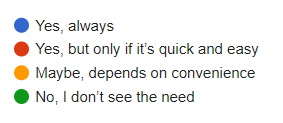 Yes, always
Yes, but only if it's quick and easy
Maybe, depends on convenience
No, I don't see the need